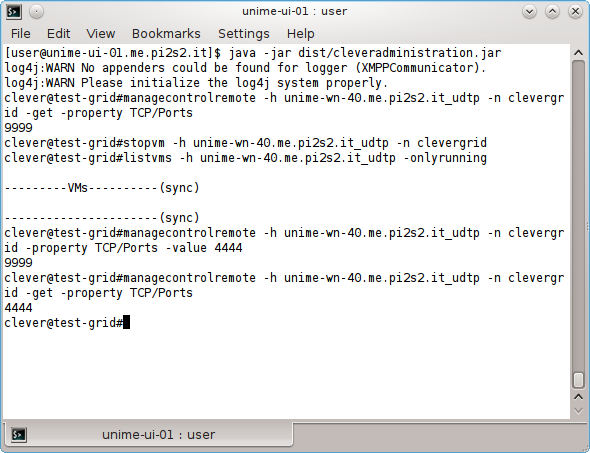 unime-ui-01 : user
File Edit View Bookmarks Settings Help
[user@unime-ui-01.me.pi2s2.it]$ java -jar dist/cleveradministration.jar
log4j:WARN No appenders could be found for logger (XMPPCommunicator).
log4j:WARN Please initialize the log4j system properly.
clever@test-grid#managecontrolremote -h unime-wn-40.me.pi2s2.it_udtp -n clevergr
id -get -property TCP/Ports
9999
clever@test-grid#stopvm -h unime-wn-40.me.pi2s2.it_udtp -n clevergrid
clever@test-grid#listvms -h unime-wn-40.me.pi2s2.it_udtp -onlyrunning
---------VMs----------(sync)
----------------------(sync)
clever@test-grid#managecontrolremote -h unime-wn-40.me.pi2s2.it_udtp -n clevergr
id -property TCP/Ports -value 4444
9999
clever@test-grid#managecontrolremote -h unime-wn-40.me.pi2s2.it_udtp -n clevergr
id -get -property TCP/Ports
4444
clever@test-grid#
unime-ui-01 : user